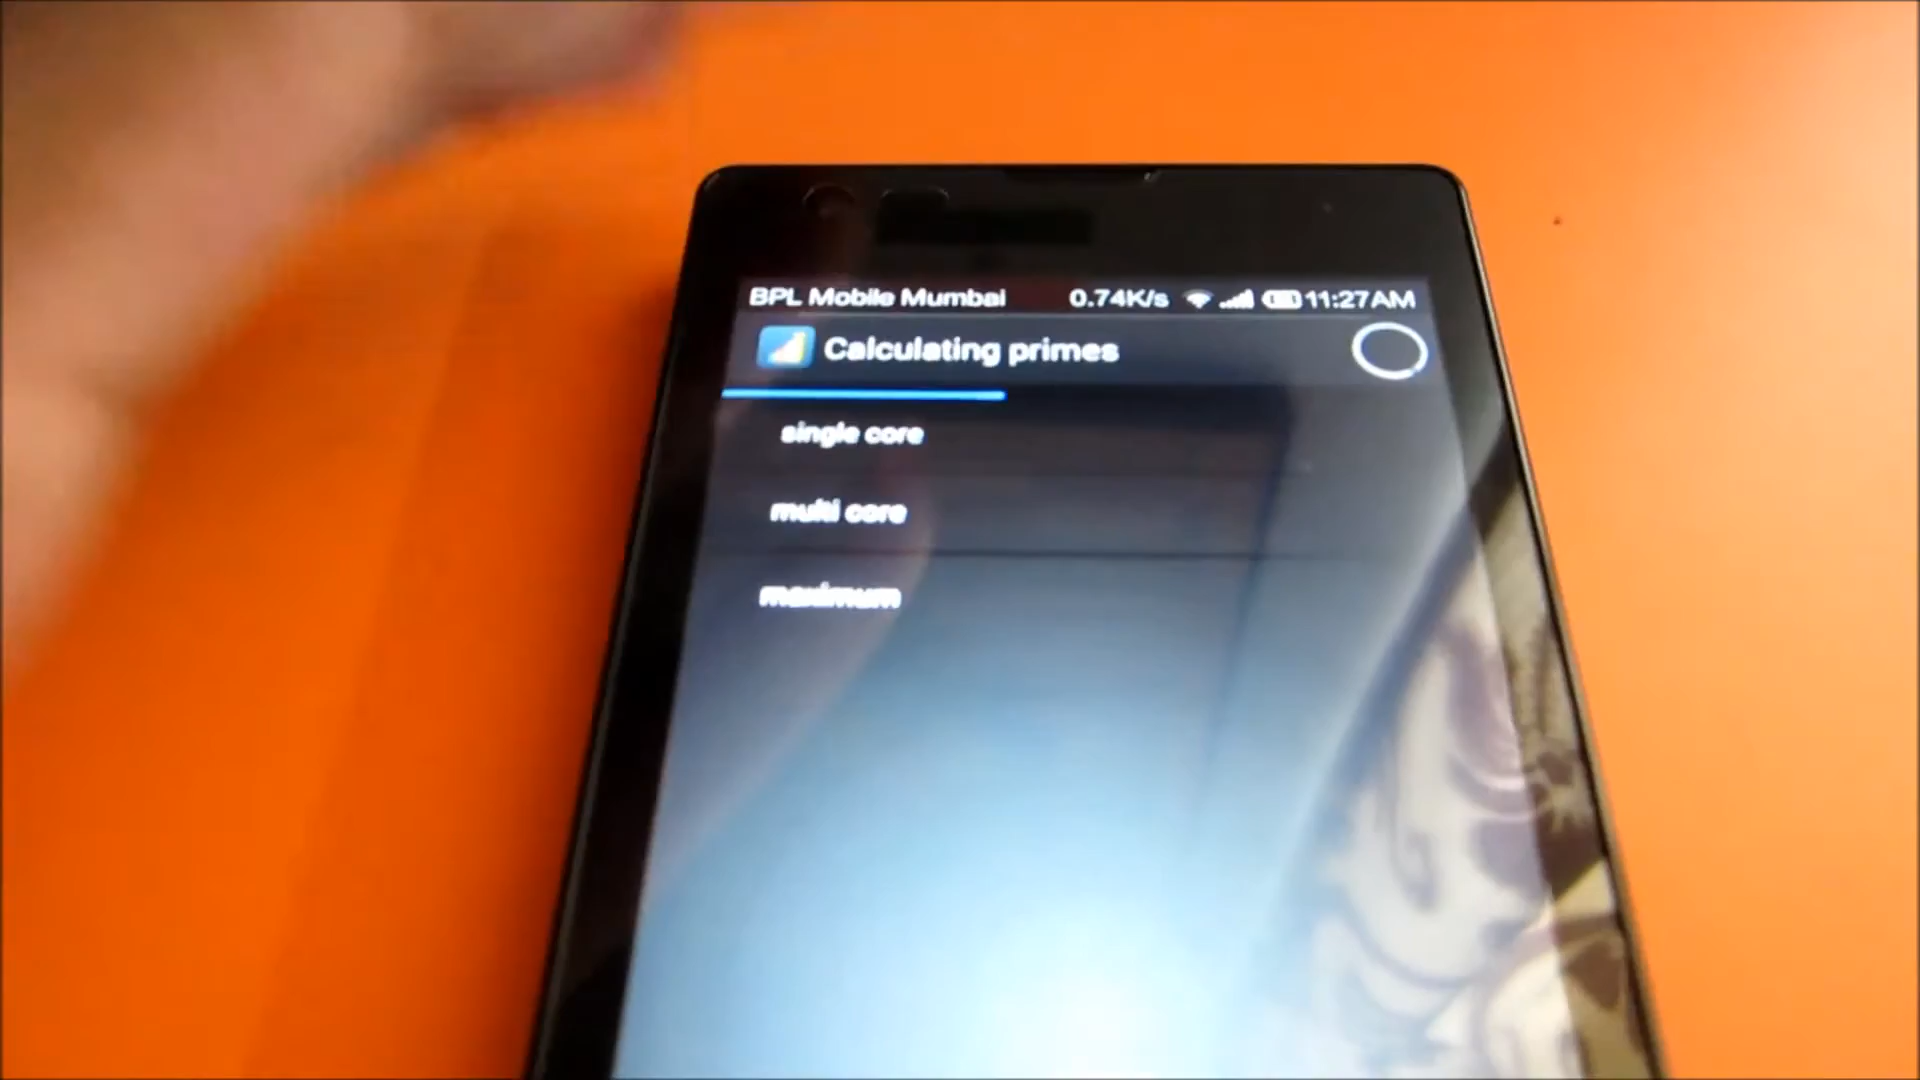 BPL Mobile Mumbai 0.74K/s 11:27AM
Calculating primes
single core
multi core
maximum